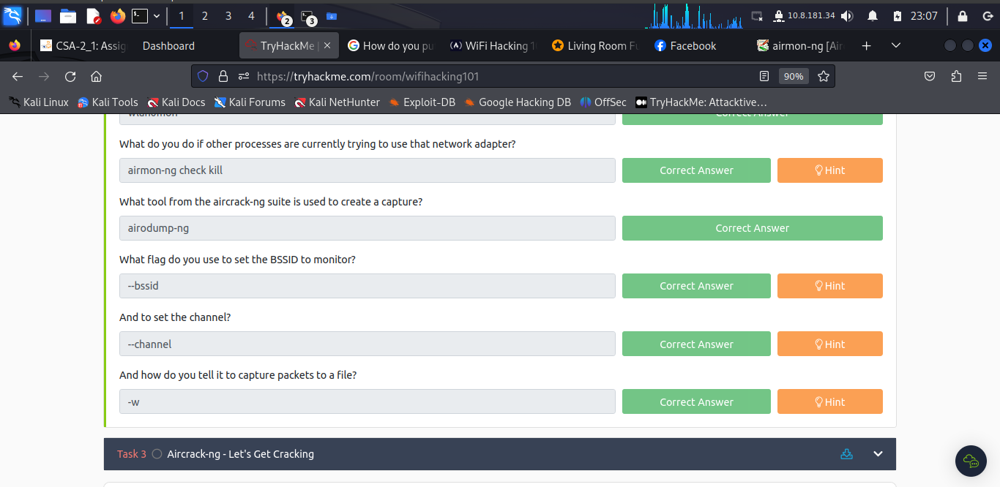 1 2 3 4 2 3 10.8.181.34 23:07
CSA-2_1: Assig Dashboard TryHackMe | How do you pu WiFi Hacking 10 Living Room Fu Facebook airmon-ng [Air
https://tryhackme.com/room/wifihacking101 90%
Kali Linux Kali Tools Kali Docs Kali Forums Kali NetHunter Exploit-DB Google Hacking DB OffSec TryHackMe: Attacktive…
Correct Answer
What do you do if other processes are currently trying to use that network adapter?
airmon-ng check kill Correct Answer Hint
What tool from the aircrack-ng suite is used to create a capture?
airodump-ng Correct Answer
What flag do you use to set the BSSID to monitor?
--bssid Correct Answer Hint
And to set the channel?
--channel Correct Answer Hint
And how do you tell it to capture packets to a file?
-w Correct Answer Hint
Task 3 Aircrack-ng - Let's Get Cracking